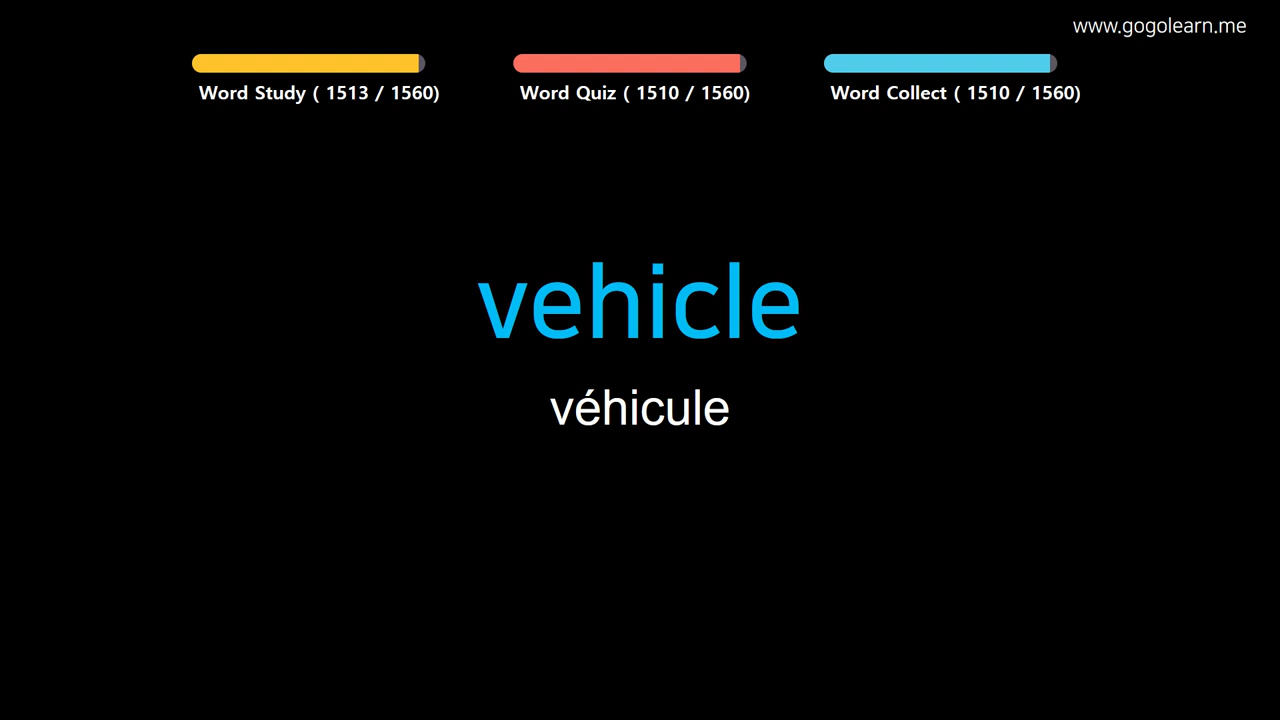 www.gogolearn.me
Word Study ( 1513 / 1560)
Word Quiz ( 1510 / 1560)
Word Collect ( 1510 / 1560)
vehicle
véhicule